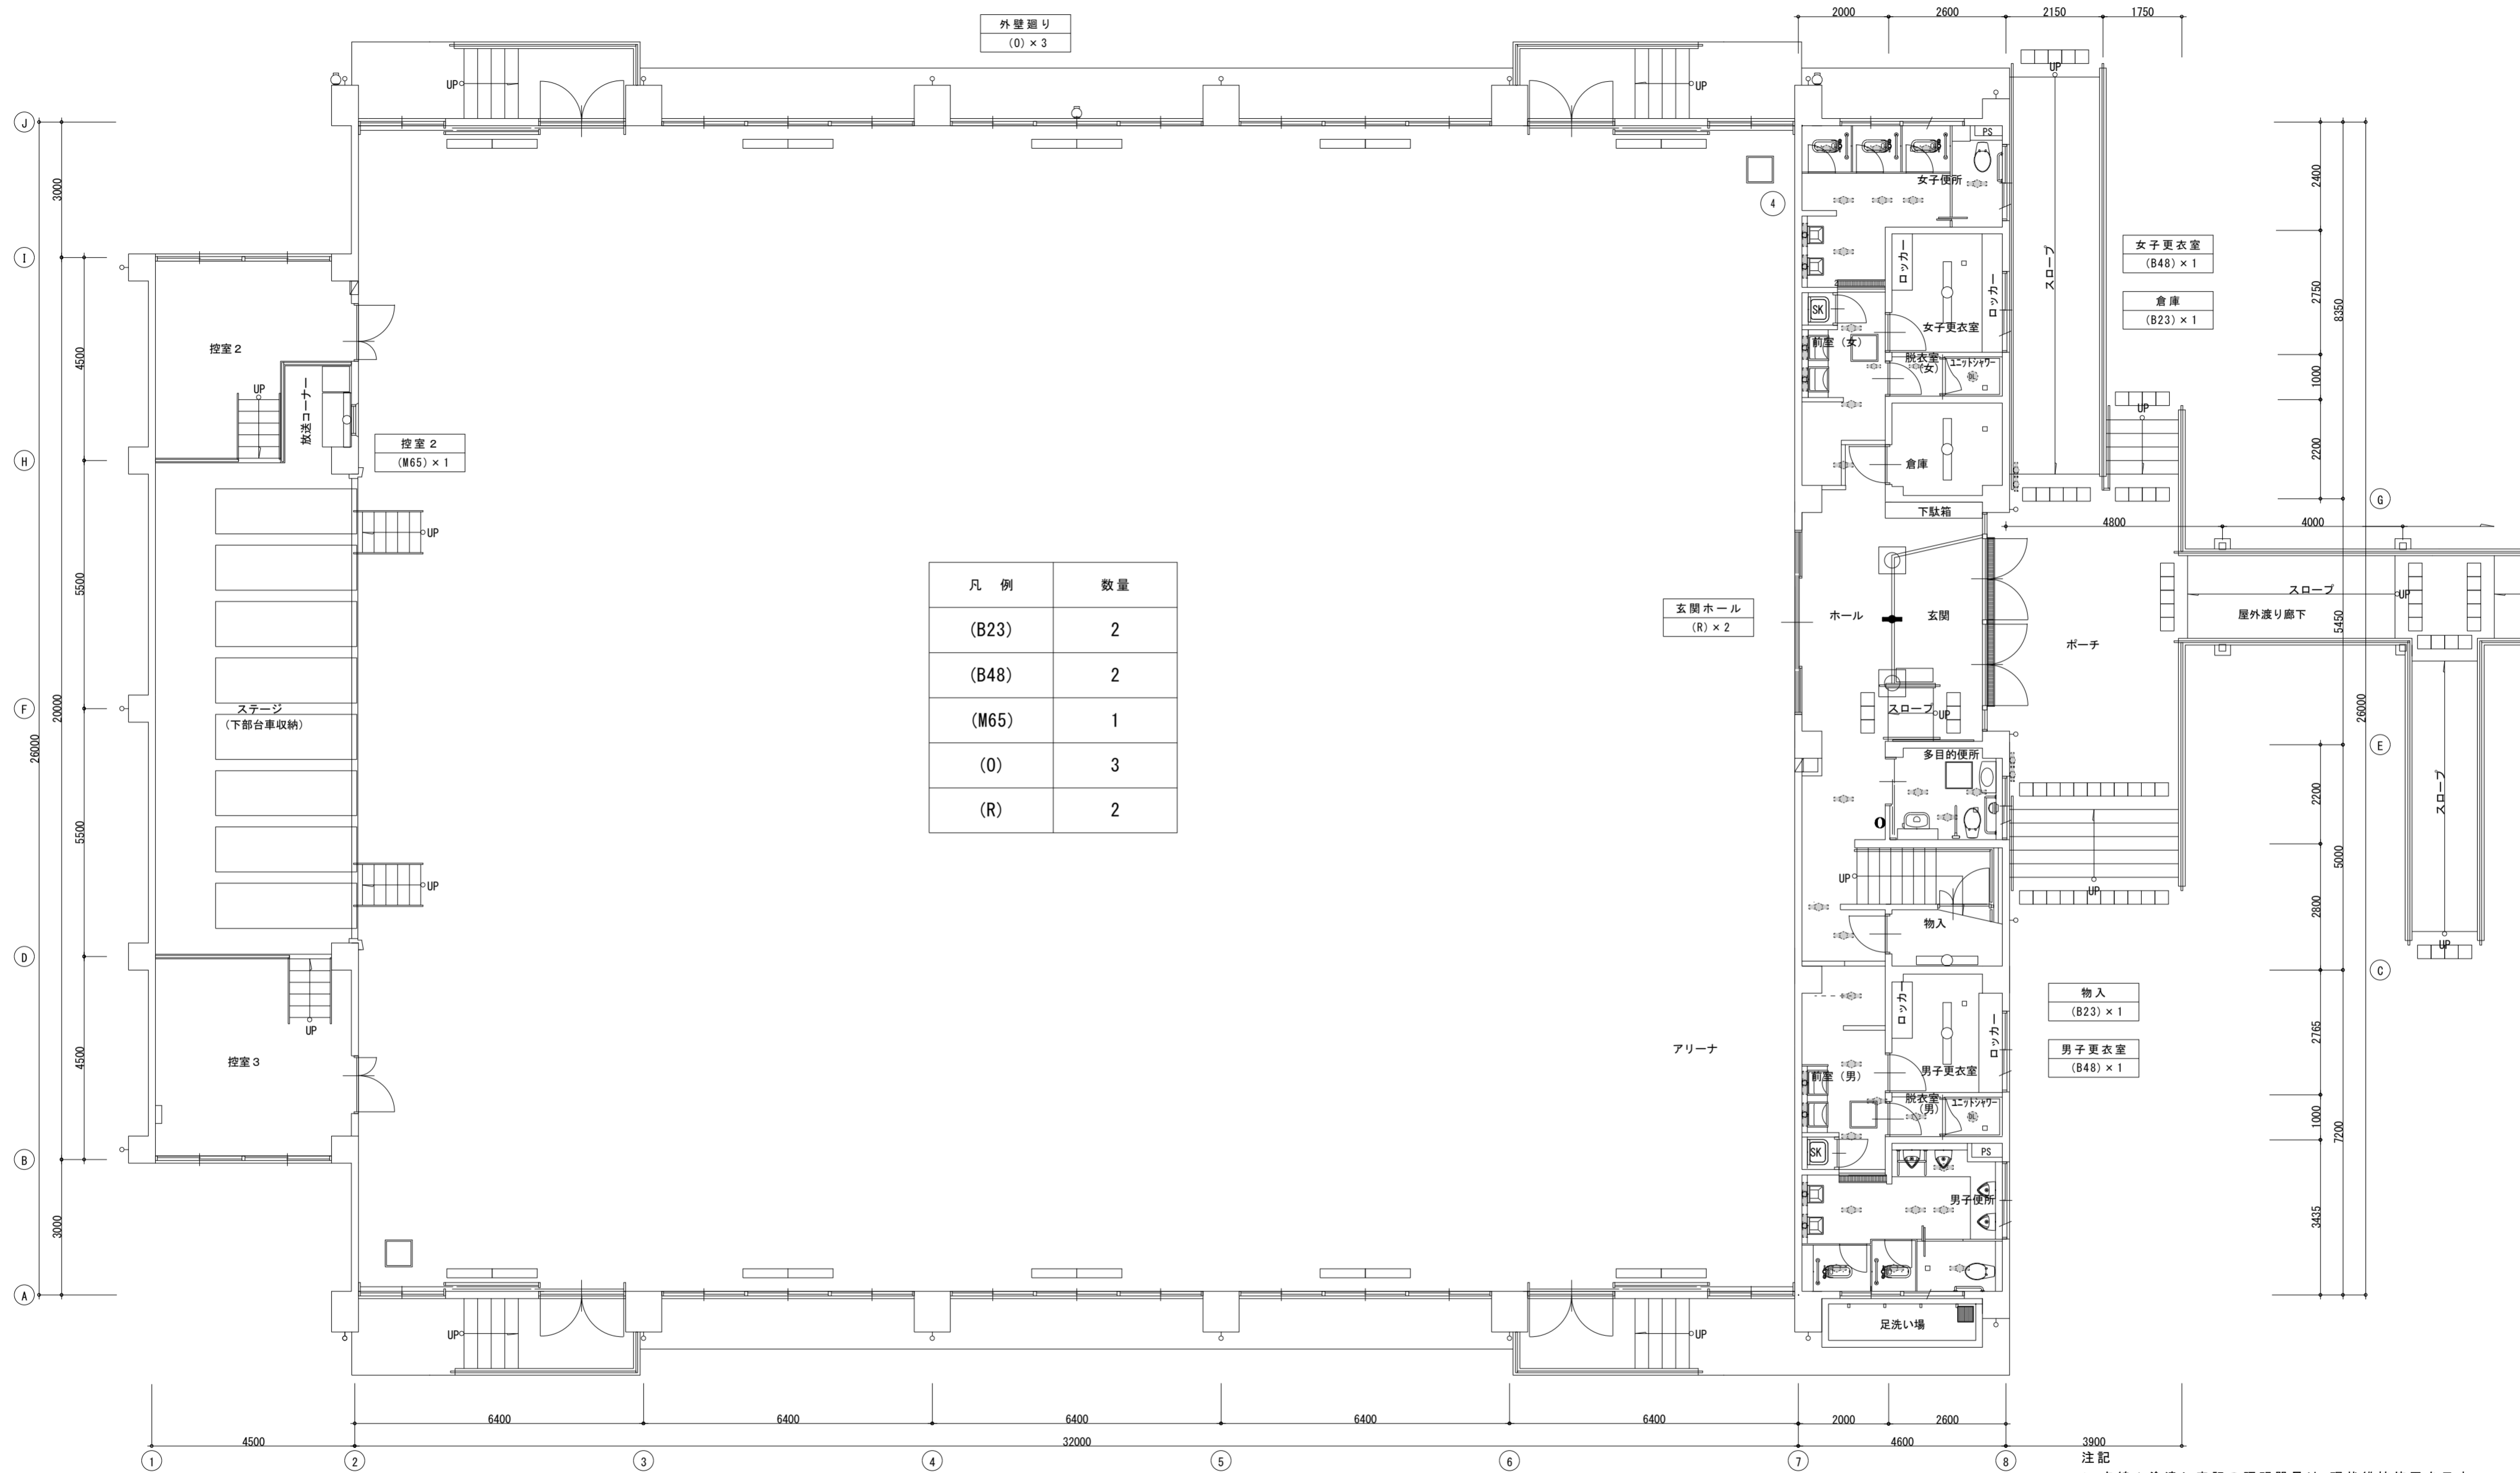 外壁廻り
(O) × 3
2000
2600
2150
1750
UP
UP
UP
J
PS
女子便所
3000
2400
4
I
スロープ
女子更衣室
(B48) × 1
ロッカー
ロッカー
2750
8350
倉庫
(B23) × 1
SK
女子更衣室
控室2
4500
前室(女)
脱衣室
(女)
ユニットシャワー
1000
UP
放送コーナー
UP
控室2
(M65) × 1
2200
H
倉庫
G
下駄箱
4800
4000
UP
5500
凡 例
数量
(B23)
2
(B48)
2
(M65)
1
(O)
3
(R)
2
玄関ホール
(R) × 2
ホール
玄関
スロープ
UP
屋外渡り廊下
5450
ポーチ
F
20000
26000
ステージ
(下部台車収納)
スロープ
UP
26000
E
多目的便所
スロープ
2200
O
5500
5000
UP
UP
UP
2800
物入
UP
D
C
物入
(B23) × 1
ロッカー
ロッカー
2765
UP
4500
控室3
アリーナ
男子更衣室
(B48) × 1
前室(男)
男子更衣室
脱衣室
(男)
ユニットシャワー
1000
7200
B
SK
PS
男子便所
3000
3435
A
UP
UP
足洗い場
6400
6400
6400
6400
6400
2000
2600
4500
32000
4600
3900
1
2
3
4
5
6
7
8
注記